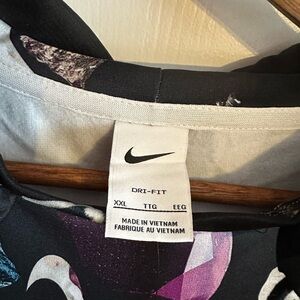 DRI-FIT
XXL TTG EEG
MADE IN VIETNAM
FABRIQUÉ AU VIETNAM